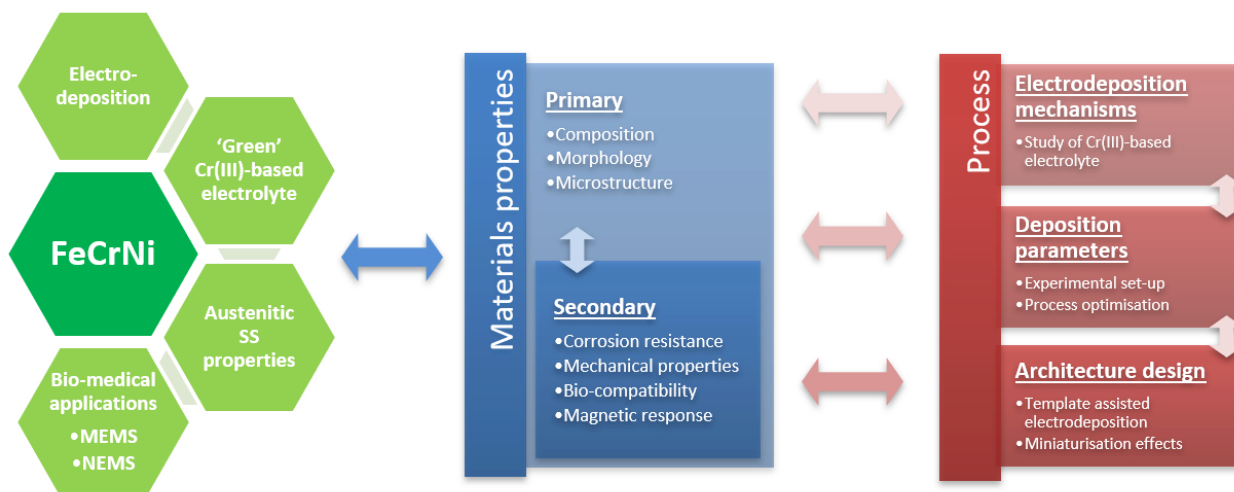 Electro-
deposition
'Green'
Cr(III)-based
electrolyte
FeCrNi
Austenitic
SS
properties
Bio-medical
applications
•MEMS
•NEMS
Materials properties
Primary
•Composition
•Morphology
•Microstructure
Secondary
•Corrosion resistance
•Mechanical properties
•Bio-compatibility
•Magnetic response
Process
Electrodeposition
mechanisms
•Study of Cr(III)-based
electrolyte
Deposition
parameters
•Experimental set-up
•Process optimisation
Architecture design
•Template assisted
electrodeposition
•Miniaturisation effects